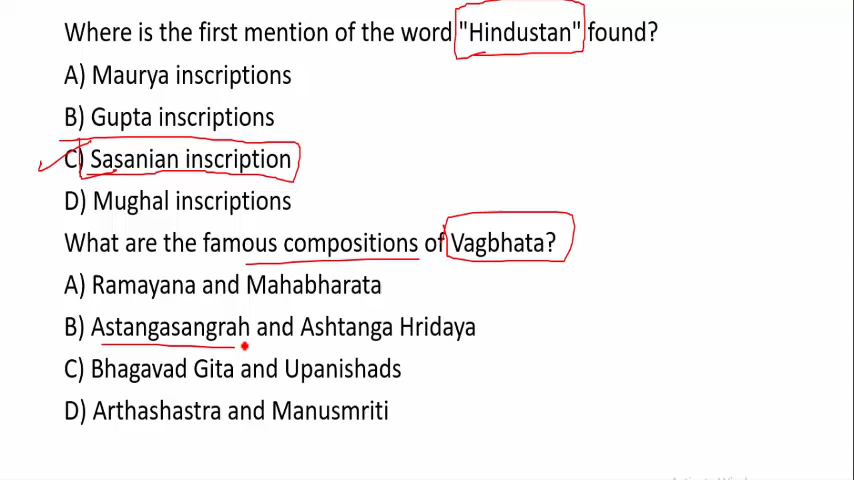 Where is the first mention of the word "Hindustan" found?
A) Maurya inscriptions
B) Gupta inscriptions
C) Sasanian inscription
D) Mughal inscriptions
What are the famous compositions of Vagbhata?
A) Ramayana and Mahabharata
B) Astangasangrah and Ashtanga Hridaya
C) Bhagavad Gita and Upanishads
D) Arthashastra and Manusmriti